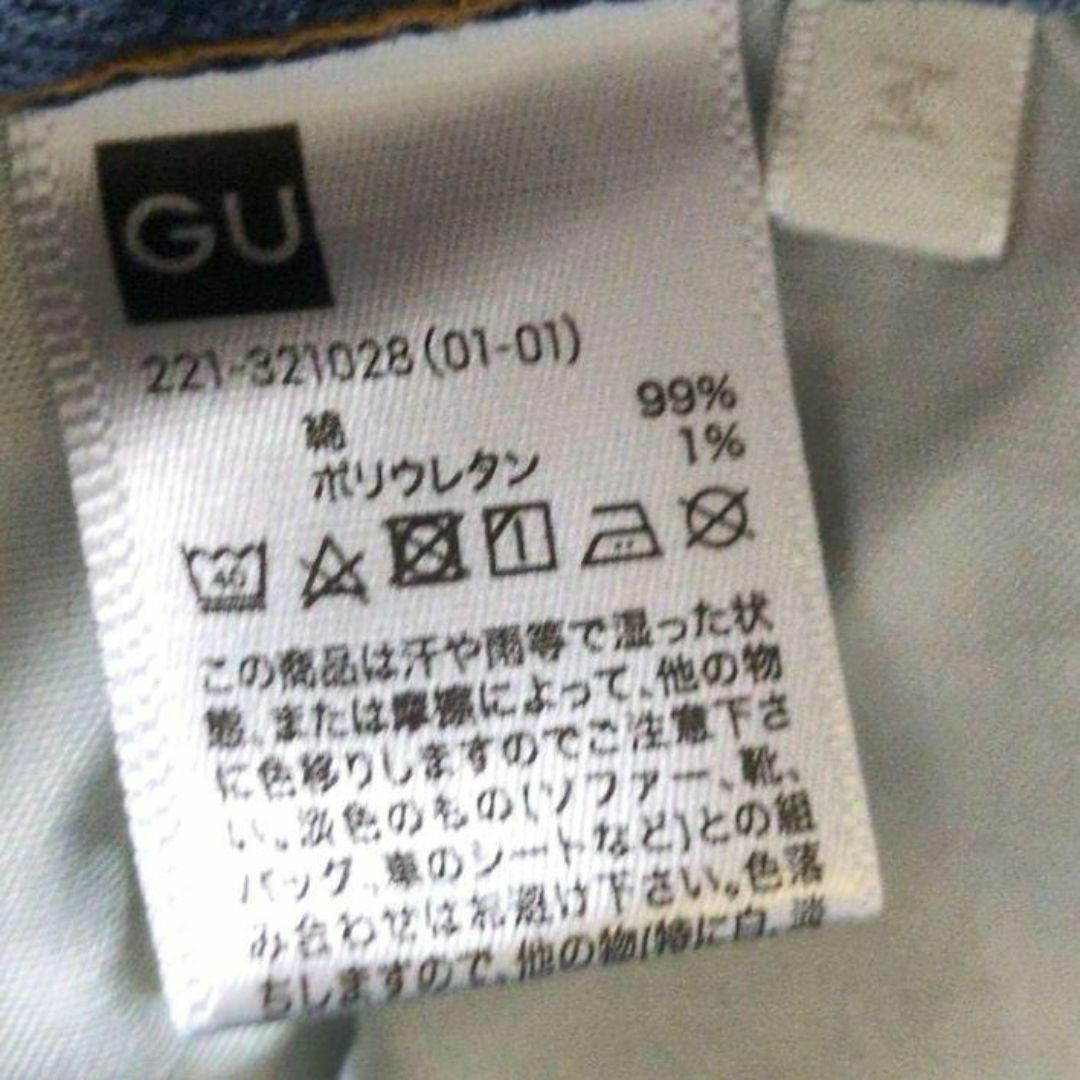 GU
M
221-321028(01-01)
綿 99%
ポリウレタン 1%
40
この商品は汗や雨等で湿った状
態、または摩擦によって、他の物
に色移りしますのでご注意下さ
い。淡色のもの(ソファー、靴、
バッグ、車のシートなど)との組
み合わせはお避け下さい。色落
ちしますので、他の物(特に白、淡